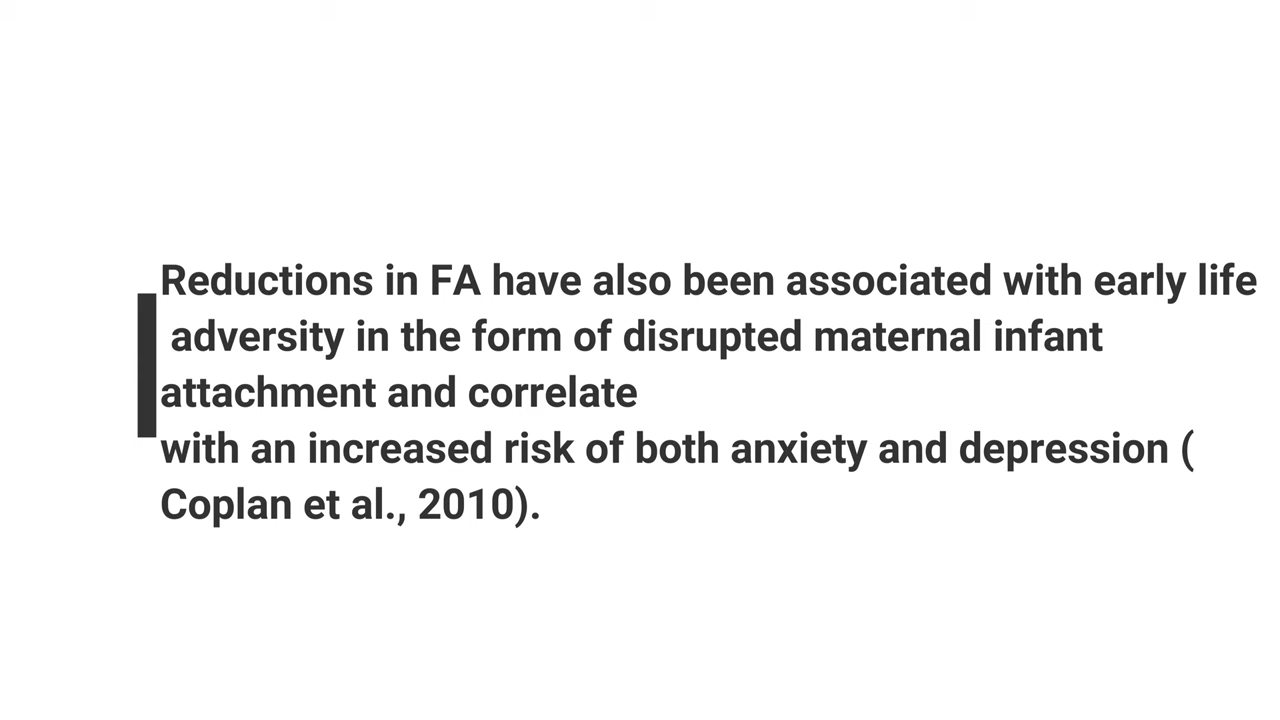 Reductions in FA have also been associated with early life
adversity in the form of disrupted maternal infant
attachment and correlate
with an increased risk of both anxiety and depression (
Coplan et al., 2010).